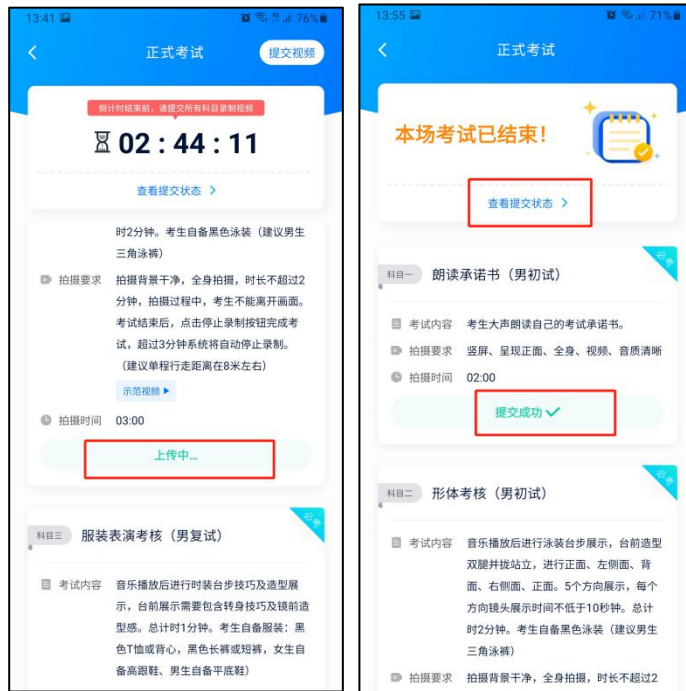 13:41
76%
正式考试
提交视频
倒计时结束前,请提交所有科目录制视频
02 : 44 : 11
查看提交状态
时2分钟。考生自备黑色泳装(建议男生
三角泳裤)
拍摄要求 拍摄背景干净,全身拍摄,时长不超过2
分钟,拍摄过程中,考生不能离开画面。
考试结束后,点击停止录制按钮完成考
试,超过3分钟系统将自动停止录制。
(建议单程行走距离在8米左右)
示范视频
拍摄时间 03:00
上传中...
必考
科目三 服装表演考核(男复试)
考试内容 音乐播放后进行时装台步技巧及造型展
示,台前展示需要包含转身技巧及镜前造
型感。总计时1分钟。考生自备服装:黑
色T恤或背心,黑色长裤或短裤,女生自
备高跟鞋、男生自备平底鞋)
13:55
71%
正式考试
本场考试已结束!
查看提交状态
必考
科目一 朗读承诺书(男初试)
考试内容 考生大声朗读自己的考试承诺书。
拍摄要求 竖屏、呈现正面、全身、视频、音质清晰
拍摄时间 02:00
提交成功
必考
科目二 形体考核(男初试)
考试内容 音乐播放后进行泳装台步展示,台前造型
双腿并拢站立,进行正面、左侧面、背
面、右侧面、正面。5个方向展示,每个
方向镜头展示时间不低于10秒钟。总计
时2分钟。考生自备黑色泳装(建议男生
三角泳裤)
拍摄要求 拍摄背景干净,全身拍摄,时长不超过2